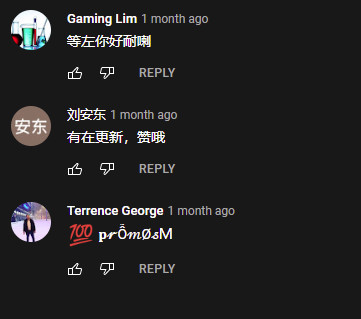 Gaming Lim 1 month ago
等左你好耐喇
REPLY
安东
刘安东 1 month ago
有在更新，赞哦
REPLY
Terrence George 1 month ago
💯 𝐩𝓻ȭ𝓶ø𝓼M
REPLY